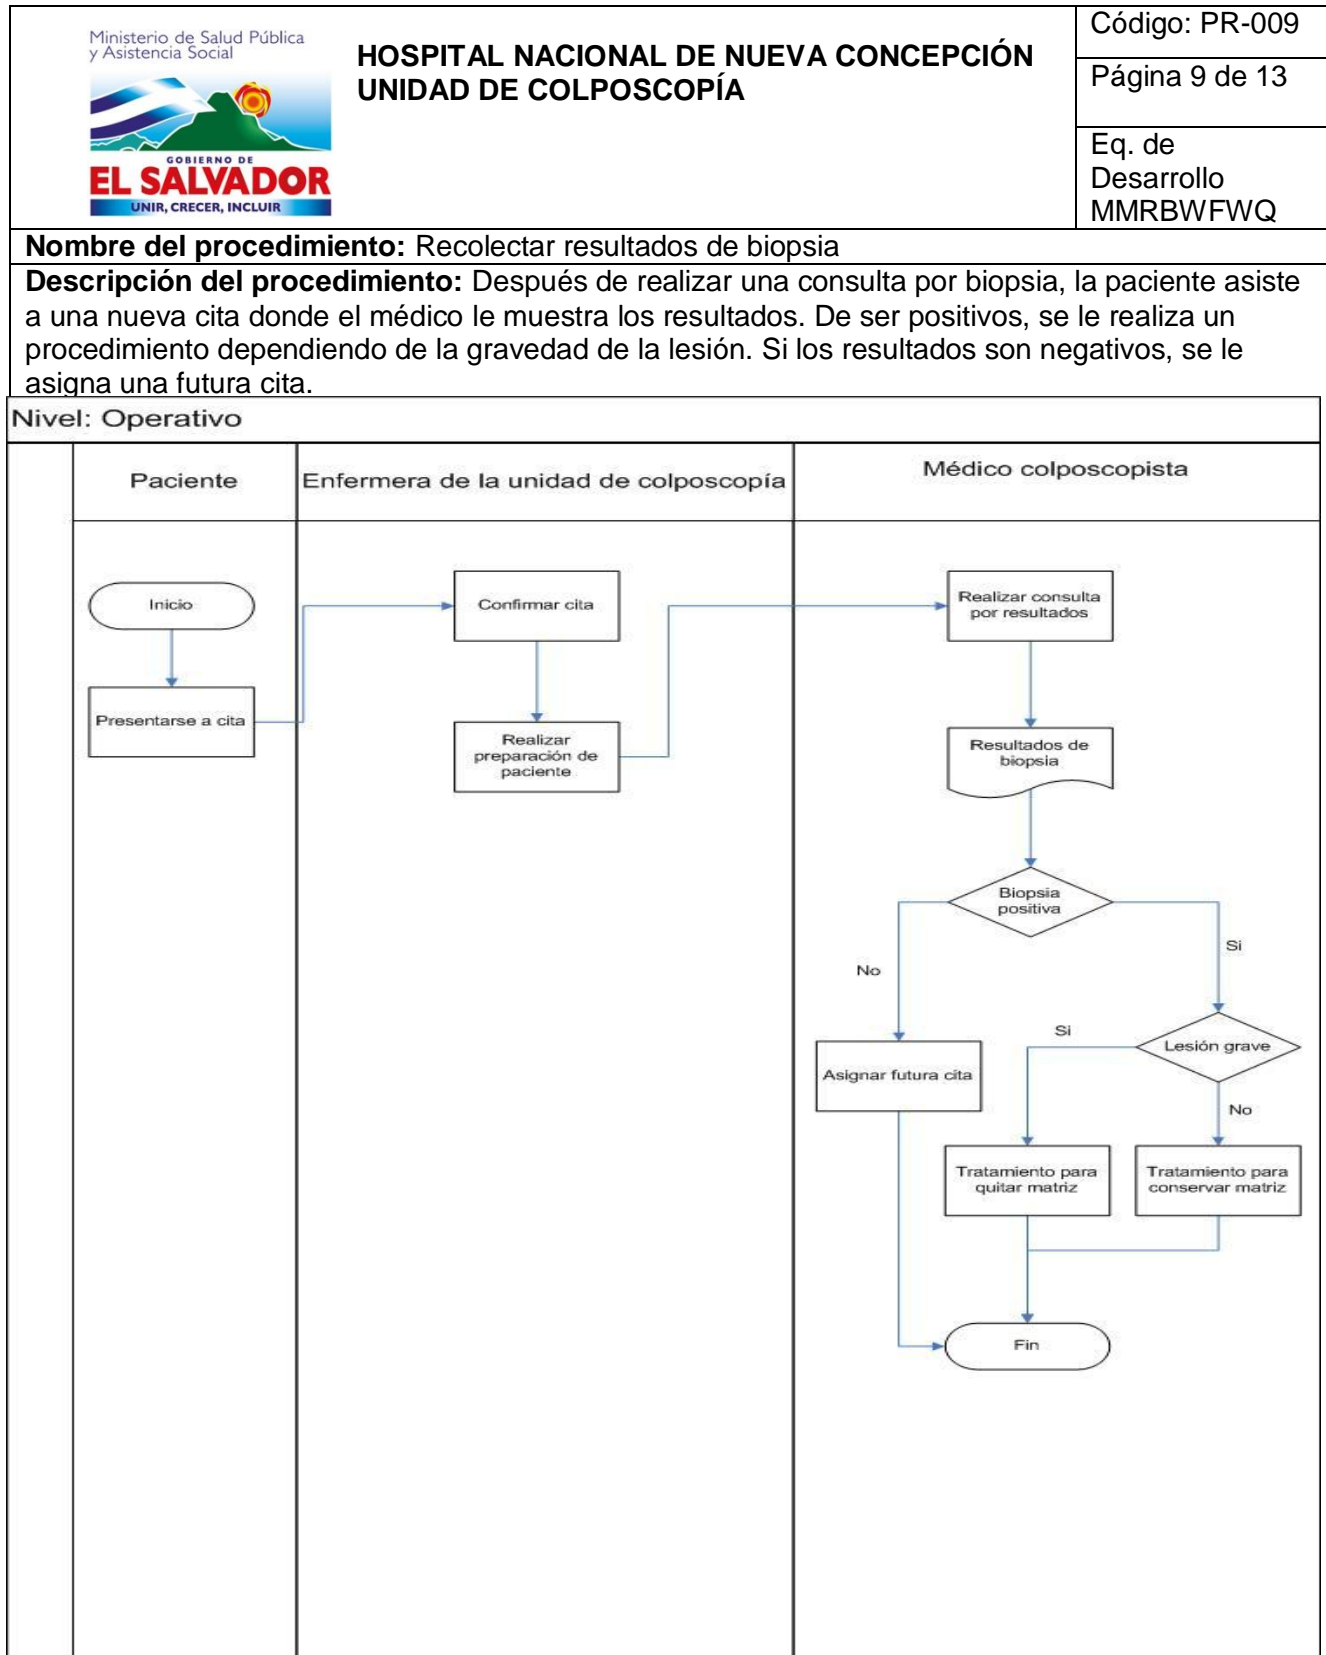 Ministerio de Salud Pública
y Asistencia Social
GOBIERNO DE
EL SALVADOR
UNIR, CRECER, INCLUIR
HOSPITAL NACIONAL DE NUEVA CONCEPCIÓN
UNIDAD DE COLPOSCOPÍA
Código: PR-009
Página 9 de 13
Eq. de
Desarrollo
MMRBWFWQ
Nombre del procedimiento: Recolectar resultados de biopsia
Descripción del procedimiento: Después de realizar una consulta por biopsia, la paciente asiste
a una nueva cita donde el médico le muestra los resultados. De ser positivos, se le realiza un
procedimiento dependiendo de la gravedad de la lesión. Si los resultados son negativos, se le
asigna una futura cita.
Nivel: Operativo
Paciente
Enfermera de la unidad de colposcopía
Médico colposcopista
Inicio
Presentarse a cita
Confirmar cita
Realizar
preparación de
paciente
Realizar consulta
por resultados
Resultados de
biopsia
Biopsia
positiva
No
Si
Asignar futura cita
Lesión grave
Si
No
Tratamiento para
quitar matriz
Tratamiento para
conservar matriz
Fin